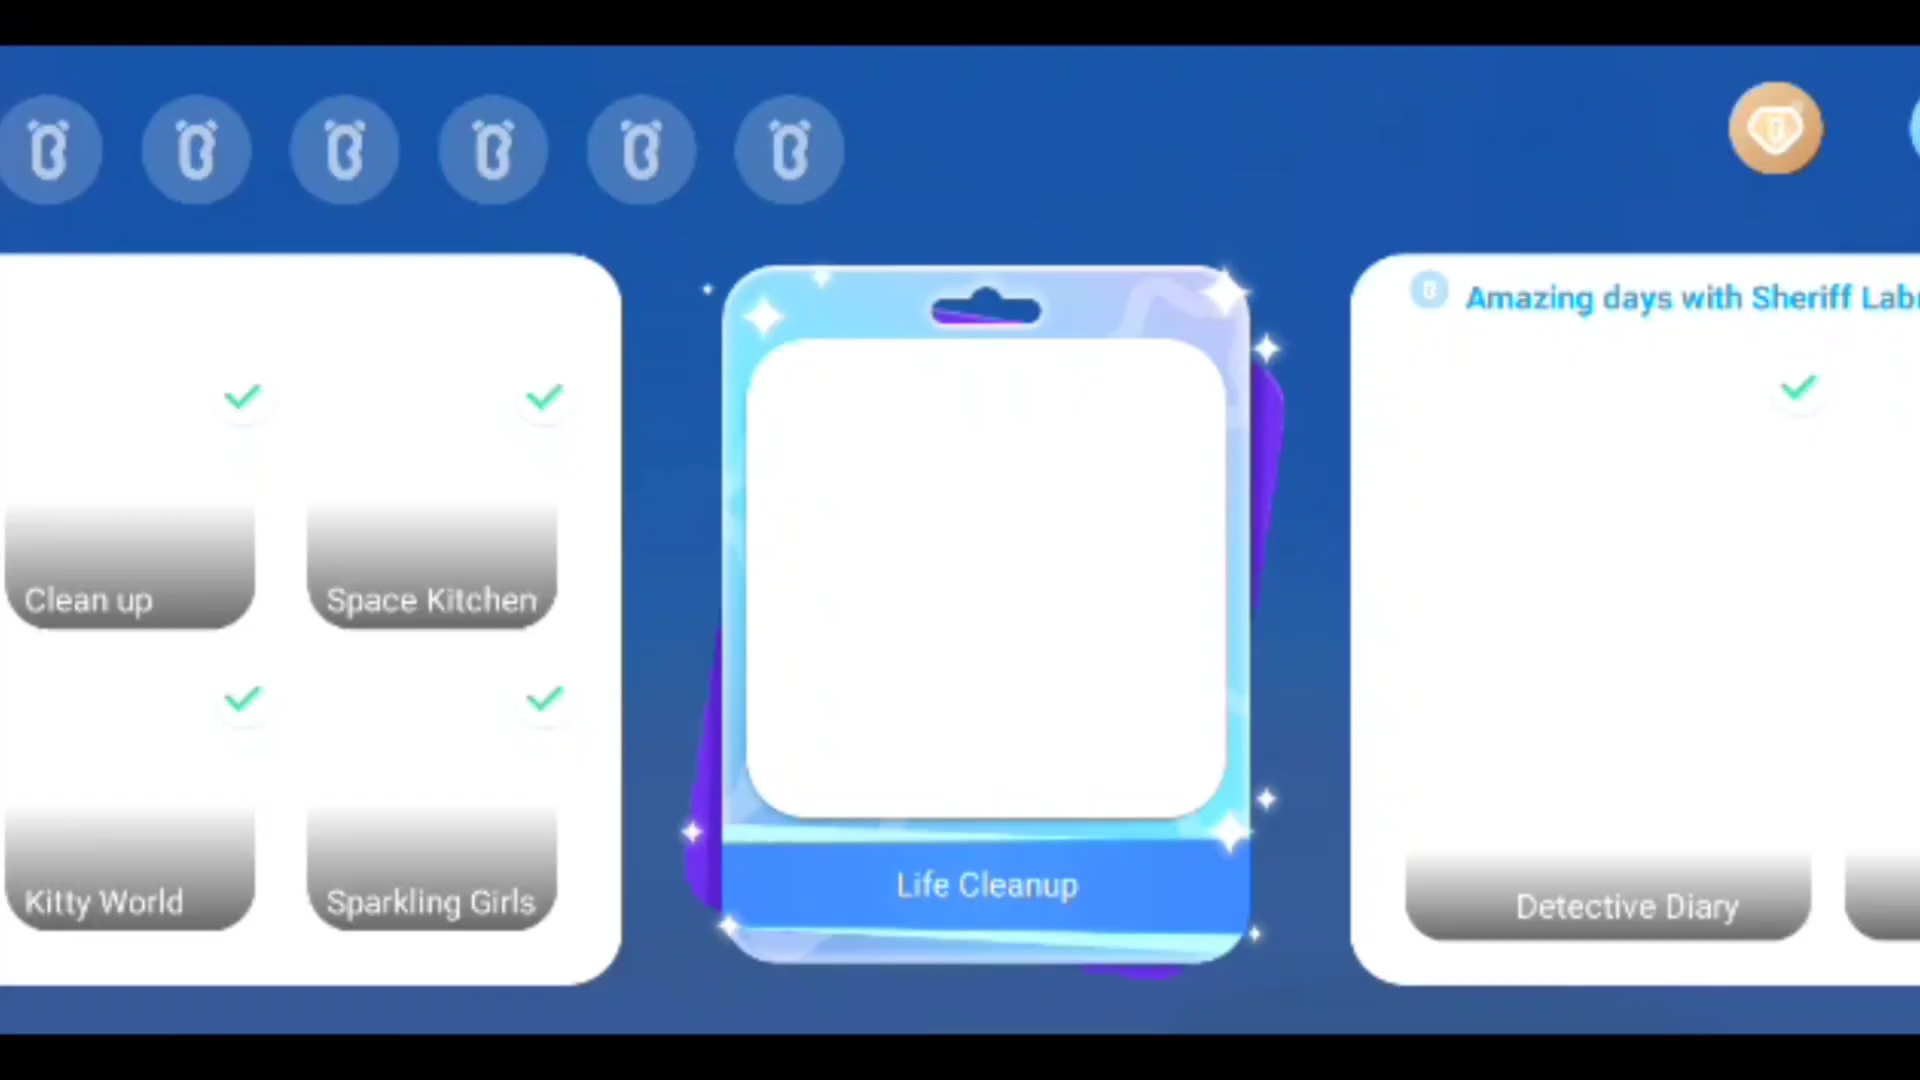 Amazing days with Sheriff
Clean up
Space Kitchen
Kitty World
Sparkling Girls
Life Cleanup
Detective Diary